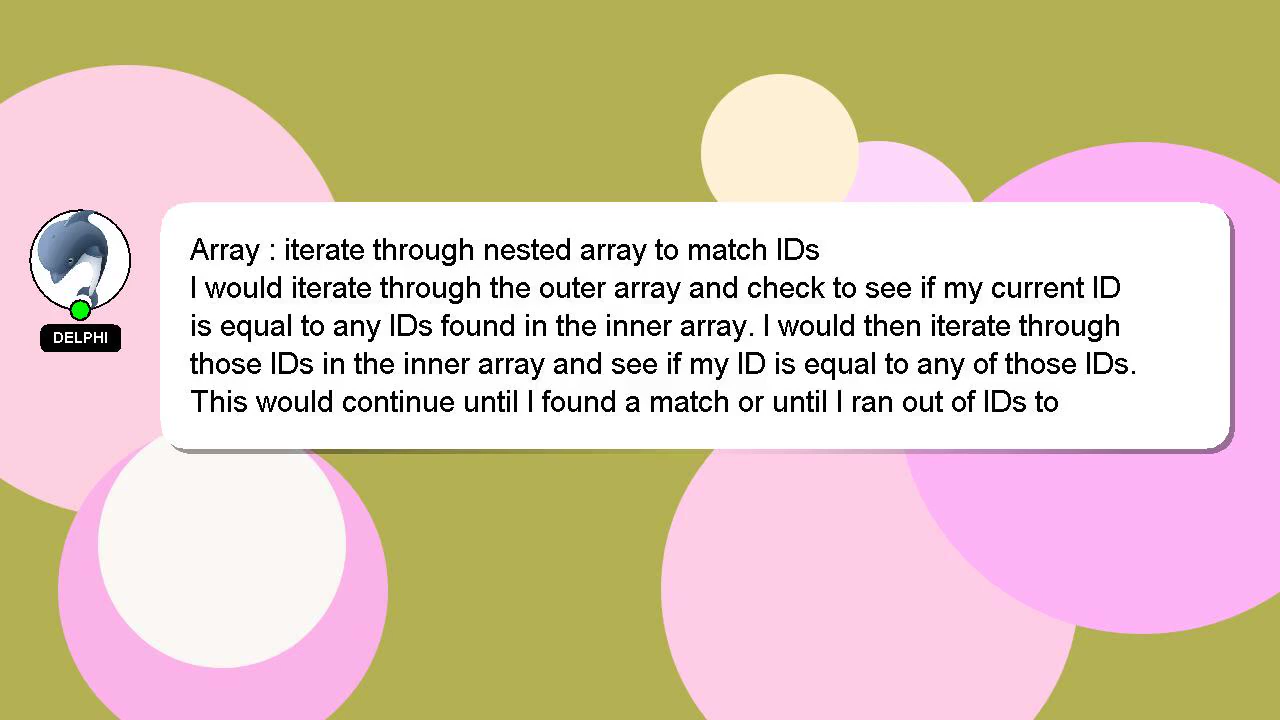 Array : iterate through nested array to match IDs
I would iterate through the outer array and check to see if my current ID
is equal to any IDs found in the inner array. I would then iterate through
those IDs in the inner array and see if my ID is equal to any of those IDs.
This would continue until I found a match or until I ran out of IDs to
DELPHI